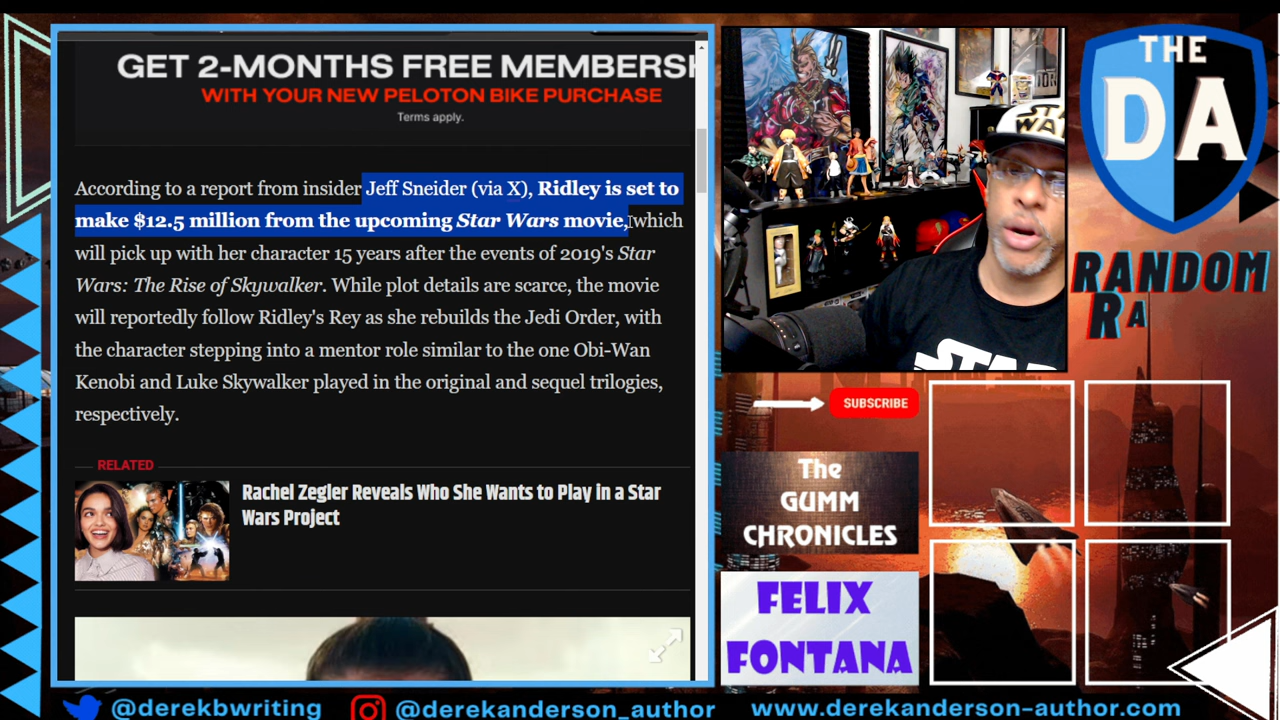 GET 2-MONTHS FREE MEMBERSH
WITH YOUR NEW PELOTON BIKE PURCHASE
Terms apply.
According to a report from insider Jeff Sneider (via X), Ridley is set to
make $12.5 million from the upcoming Star Wars movie, which
will pick up with her character 15 years after the events of 2019's Star
Wars: The Rise of Skywalker. While plot details are scarce, the movie
will reportedly follow Ridley's Rey as she rebuilds the Jedi Order, with
the character stepping into a mentor role similar to the one Obi-Wan
Kenobi and Luke Skywalker played in the original and sequel trilogies,
respectively.
RELATED
Rachel Zegler Reveals Who She Wants to Play in a Star
Wars Project
STAR
WA
STAR
THE
DA
RANDOM
RA
SUBSCRIBE
The
GUMM
CHRONICLES
FELIX
FONTANA
@derekbwriting
@derekanderson_author
www.derekanderson-author.com